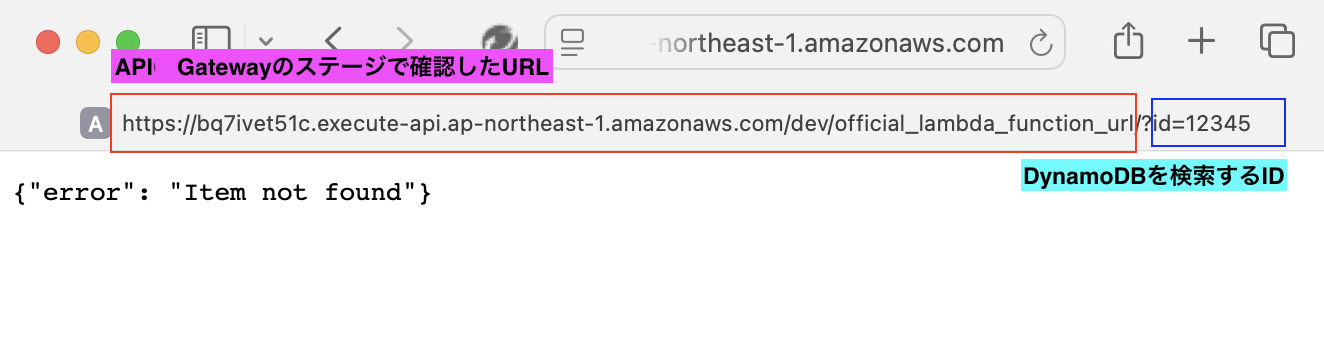 -northeast-1.amazonaws.com
API Gatewayのステージで確認したURL
A https://bq7ivet51c.execute-api.ap-northeast-1.amazonaws.com/dev/official_lambda_function_url/?id=12345
DynamoDBを検索するID
{"error": "Item not found"}